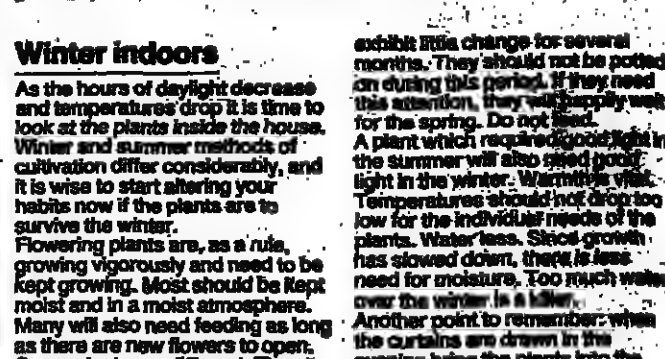 Winter indoors
As the hours of daylight decrease
and temperatures drop it is time to
look at the plants inside the house.
Winter and summer methods of
cultivation differ considerably, and
it is wise to start altering your
habits now if the plants are to
survive the winter.
Flowering plants are, as a rule,
growing vigorously and need to be
kept growing. Most should be kept
moist and in a moist atmosphere.
Many will also need feeding as long
as there are new flowers to open.
exhibit little change for several
months. They should not be potted
on during this period. If they need
this attention, they will happily wait
for the spring. Do not feed.
A plant which required good light in
the summer will also need good
light in the winter. Warmth is vital.
Temperatures should not drop too
low for the individual needs of the
plants. Water less. Since growth
has slowed down, there is less
need for moisture. Too much water
over the winter is a killer.
Another point to remember: when
the curtains are drawn in the
bring the plants into the